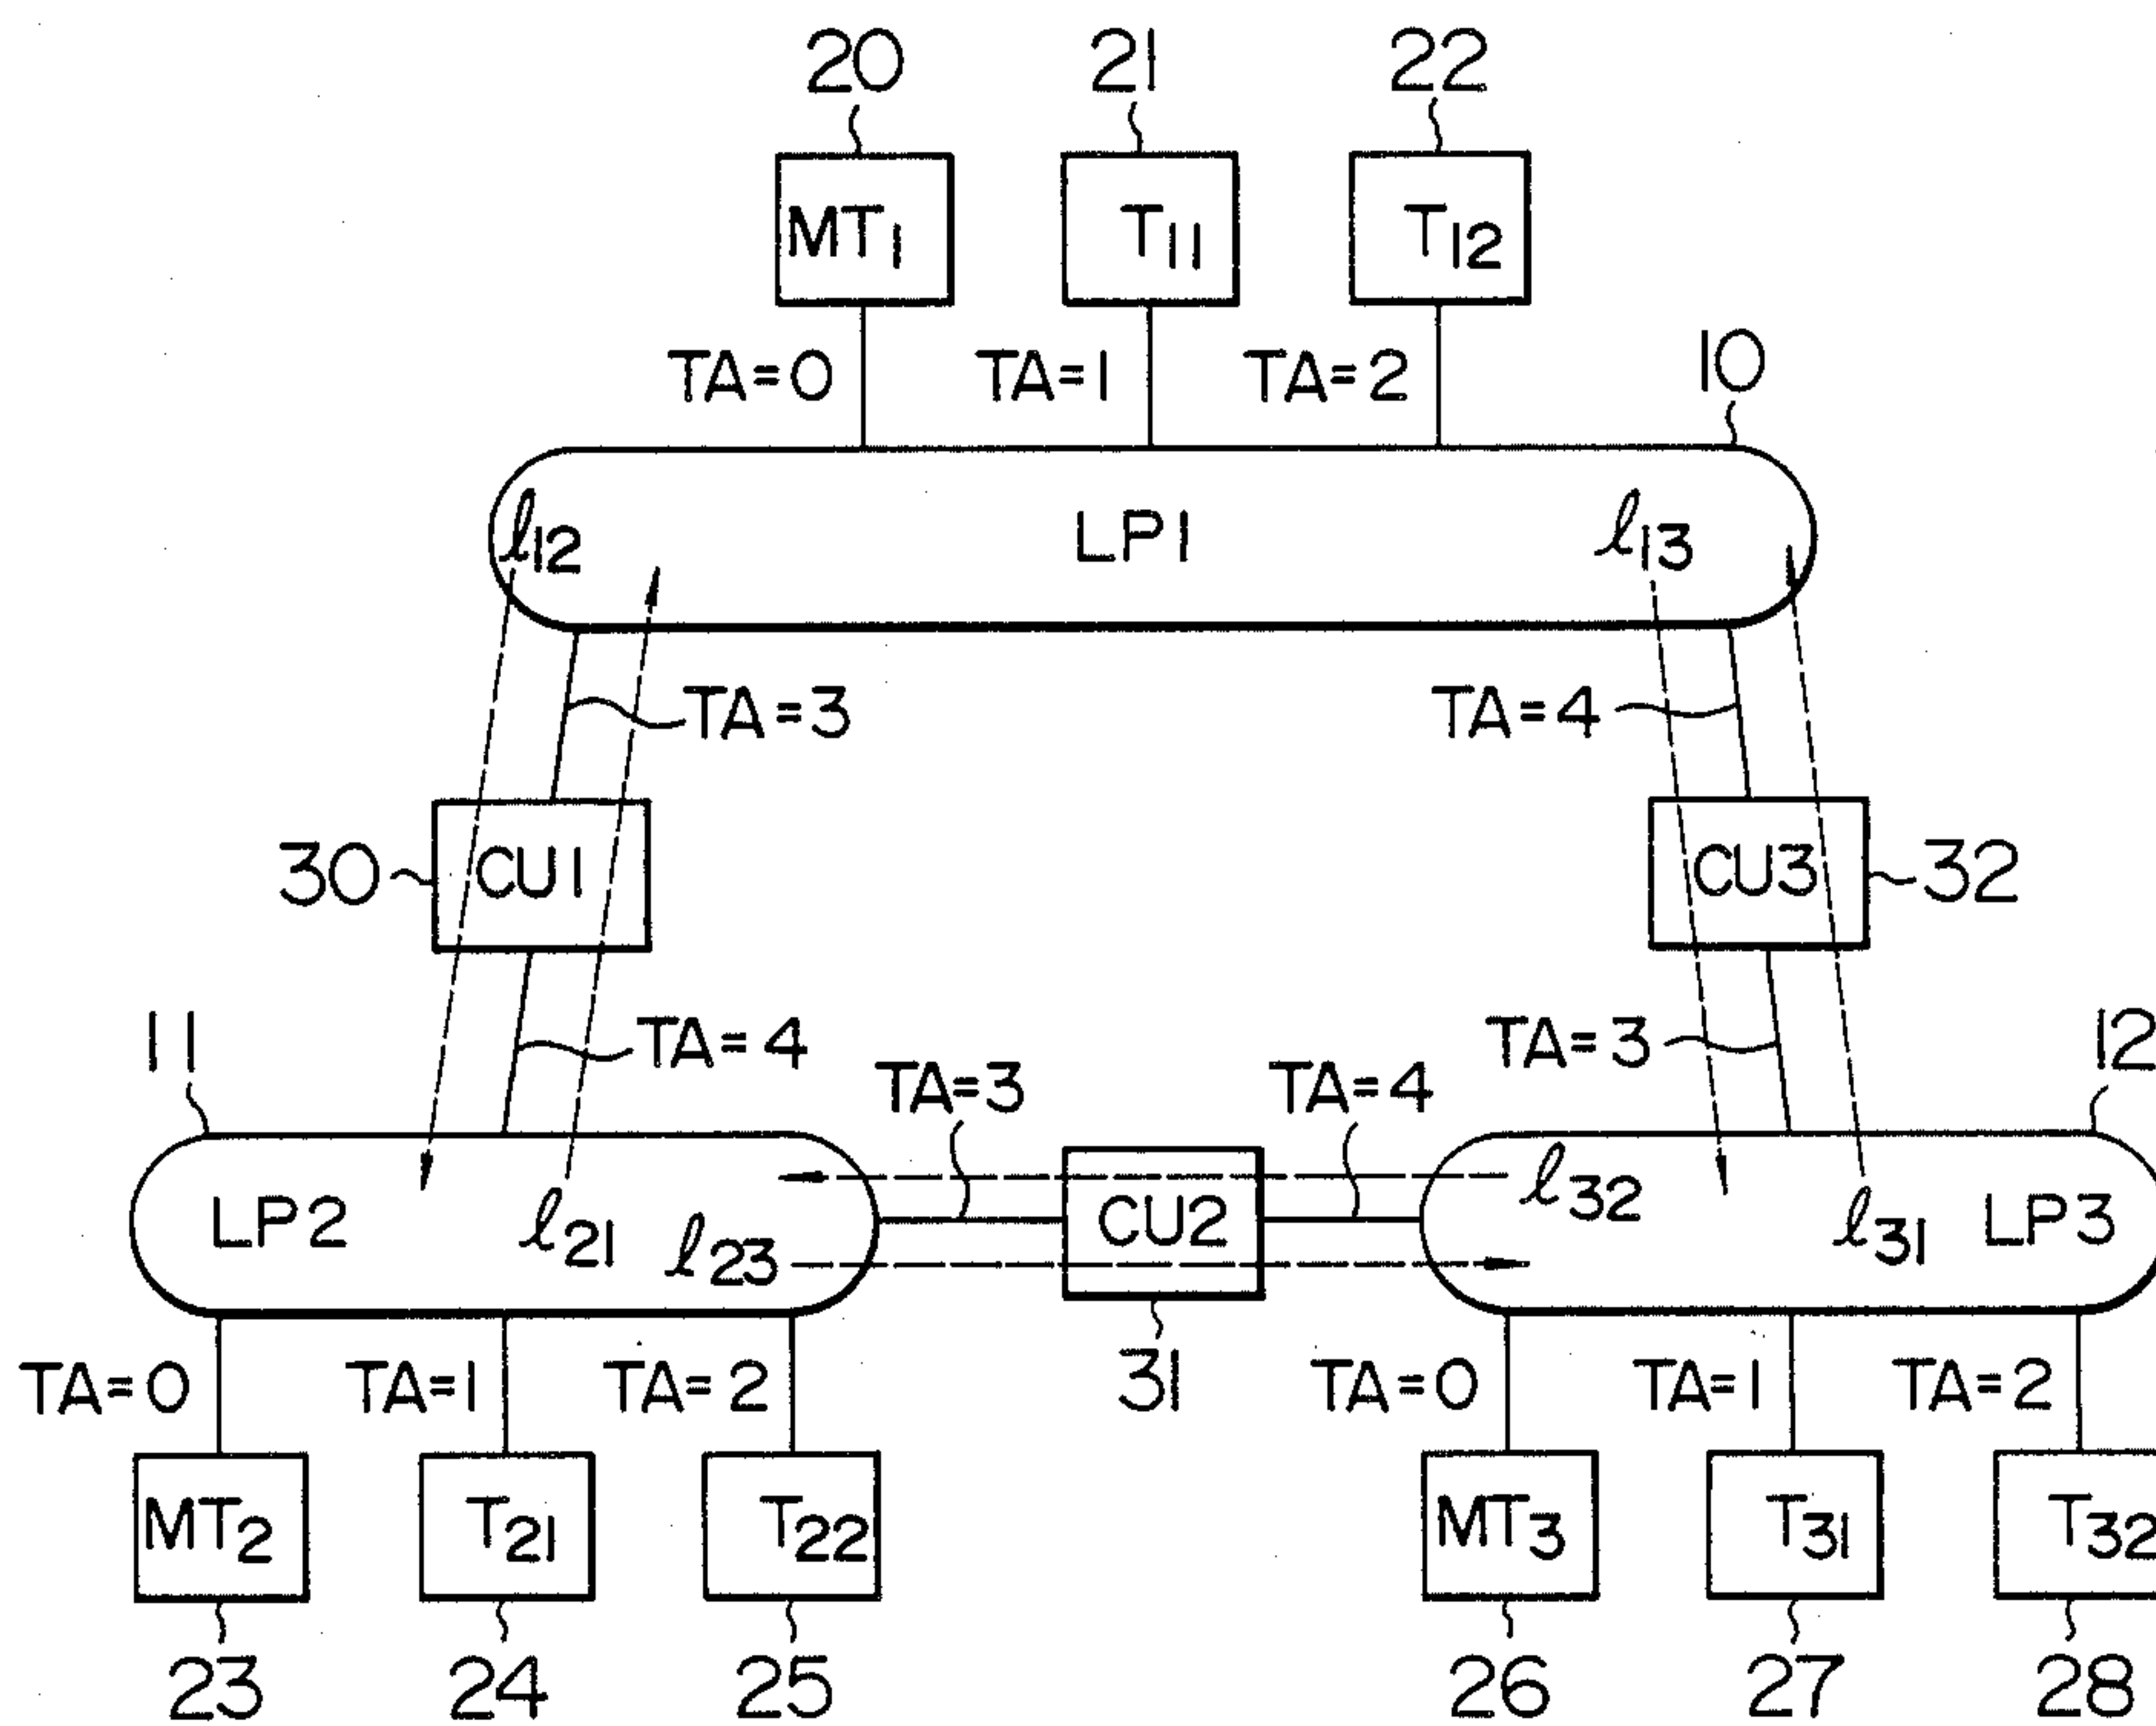 20 21 22
MT1 T11 T12
TA=0 TA=1 TA=2 10
ℓ12 LP1 ℓ13
TA=3 TA=4
30 CU1 CU3 32
11 TA=4 TA=3 TA=4 TA=3 12
LP2 ℓ21 ℓ23 CU2 ℓ32 ℓ31 LP3
TA=0 TA=1 TA=2 31 TA=0 TA=1 TA=2
MT2 T21 T22 MT3 T31 T32
23 24 25 26 27 28